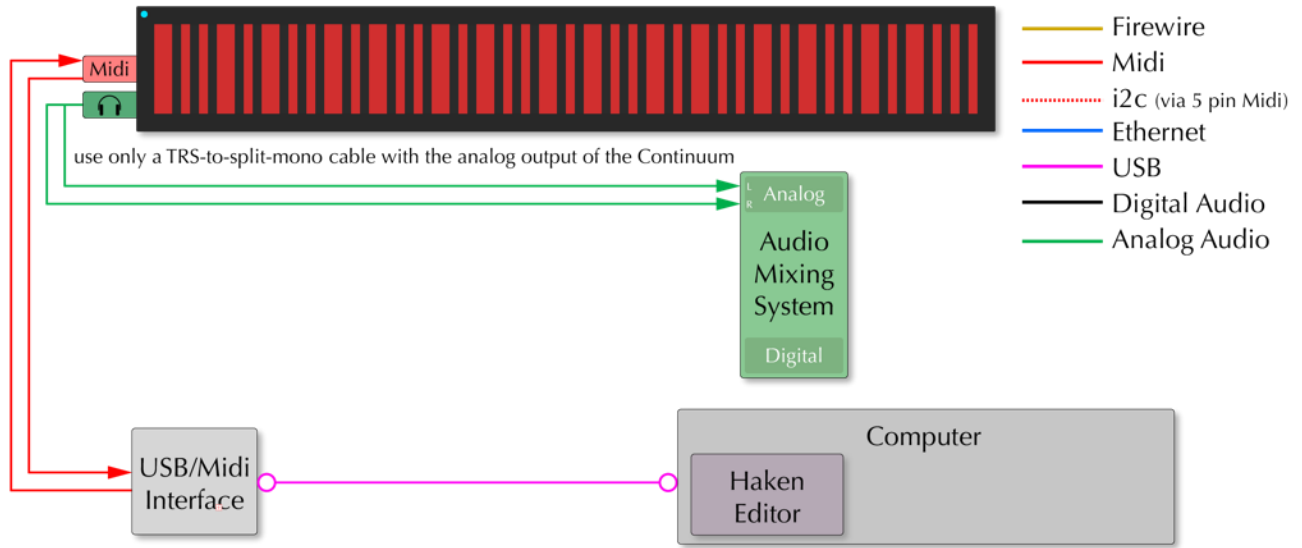 Midi
use only a TRS-to-split-mono cable with the analog output of the Continuum
L
R
Analog
Audio
Mixing
System
Digital
USB/Midi
Interface
Computer
Haken
Editor
Firewire
Midi
i2c (via 5 pin Midi)
Ethernet
USB
Digital Audio
Analog Audio